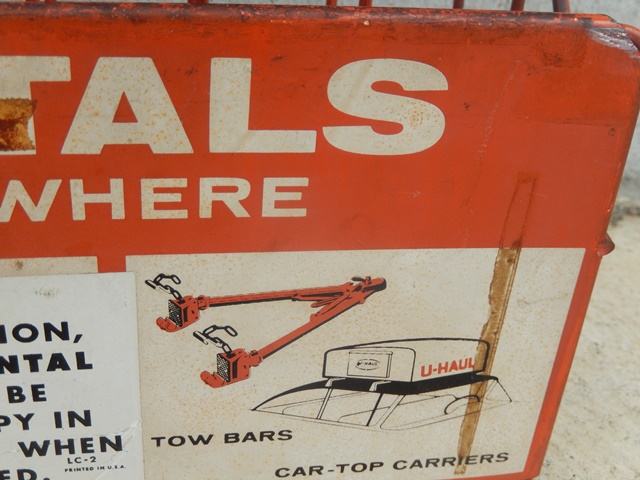 TALS
WHERE
ION,
NTAL
BE
PY IN
WHEN
ED.
LC-2
PRINTED IN U.S.A.
U-HAUL
U-HAUL
TOW BARS
CAR-TOP CARRIERS